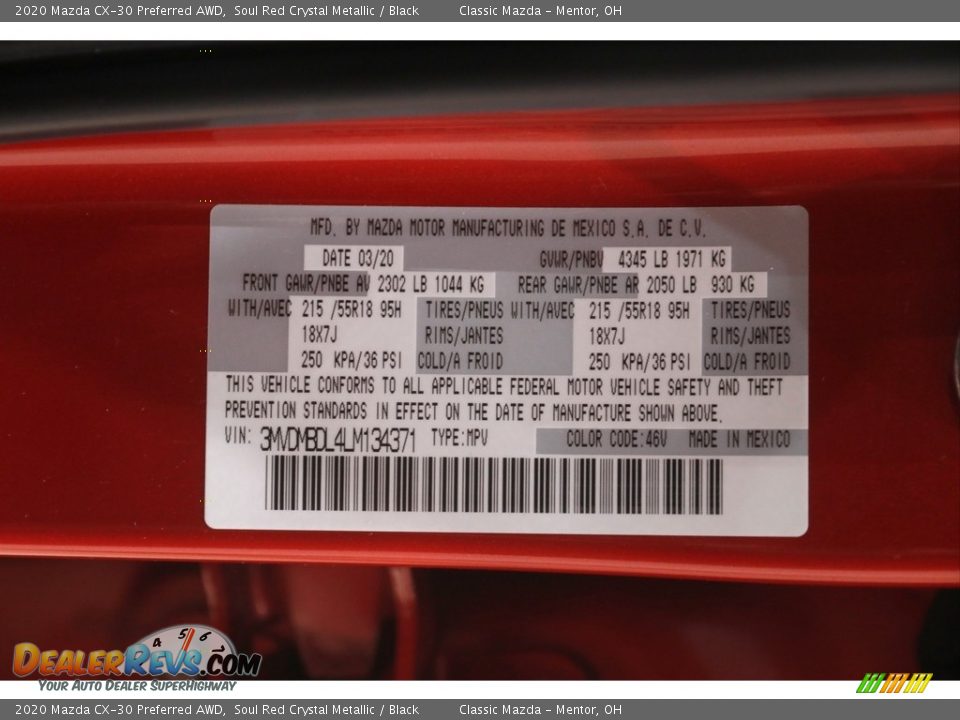 2020 Mazda CX-30 Preferred AWD, Soul Red Crystal Metallic / Black Classic Mazda - Mentor, OH
MFD. BY MAZDA MOTOR MANUFACTURING DE MEXICO S.A. DE C.V.
DATE 03/20 GVWR/PNBV 4345 LB 1971 KG
FRONT GAWR/PNBE AV 2302 LB 1044 KG REAR GAWR/PNBE AR 2050 LB 930 KG
WITH/AVEC 215 /55R18 95H TIRES/PNEUS WITH/AVEC 215 /55R18 95H TIRES/PNEUS
18X7J RIMS/JANTES 18X7J RIMS/JANTES
250 KPA/36 PSI COLD/A FROID 250 KPA/36 PSI COLD/A FROID
THIS VEHICLE CONFORMS TO ALL APPLICABLE FEDERAL MOTOR VEHICLE SAFETY AND THEFT
PREVENTION STANDARDS IN EFFECT ON THE DATE OF MANUFACTURE SHOWN ABOVE.
VIN: 3MVDMBDL4LM134371 TYPE:MPV COLOR CODE:46V MADE IN MEXICO
4 5 6
DEALERREVS.COM
YOUR AUTO DEALER SUPERHIGHWAY
2020 Mazda CX-30 Preferred AWD, Soul Red Crystal Metallic / Black Classic Mazda - Mentor, OH